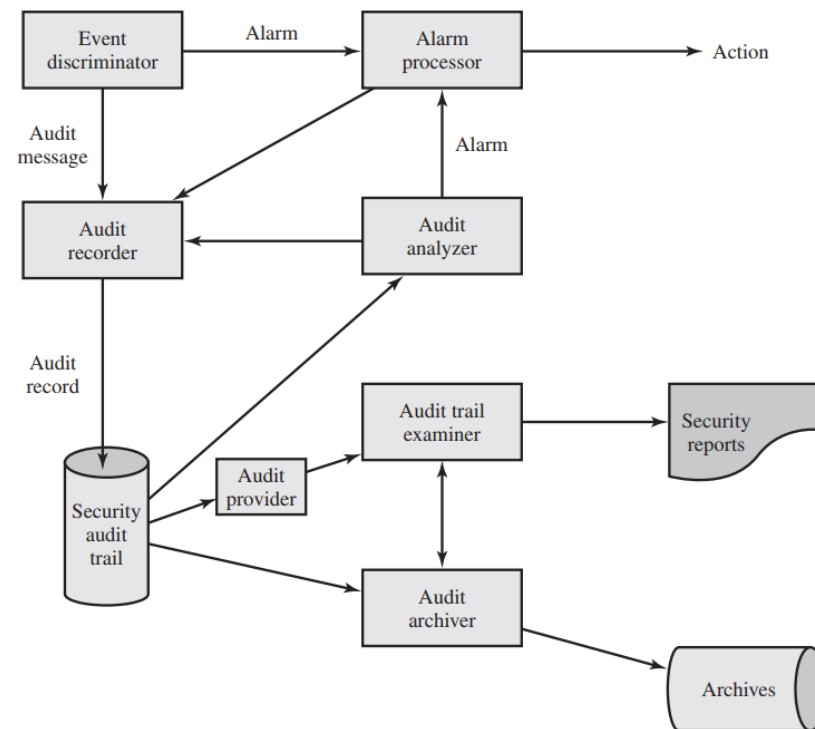 Event
discriminator
Alarm
Alarm
processor
Action
Audit
message
Alarm
Audit
recorder
Audit
analyzer
Audit
record
Audit trail
examiner
Security
reports
Audit
provider
Security
audit
trail
Audit
archiver
Archives